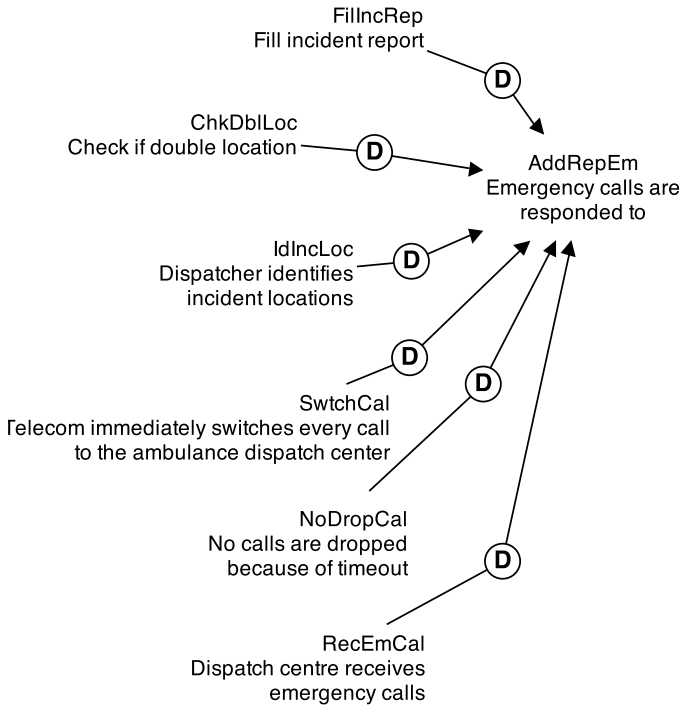 FillIncRep
Fill incident report
D
ChkDblLoc
Check if double location
D
AddRepEm
Emergency calls are
responded to
IdIncLoc
Dispatcher identifies
incident locations
D
D
SwtchCal
Telecom immediately switches every call
to the ambulance dispatch center
D
NoDropCal
No calls are dropped
because of timeout
D
RecEmCal
Dispatch centre receives
emergency calls